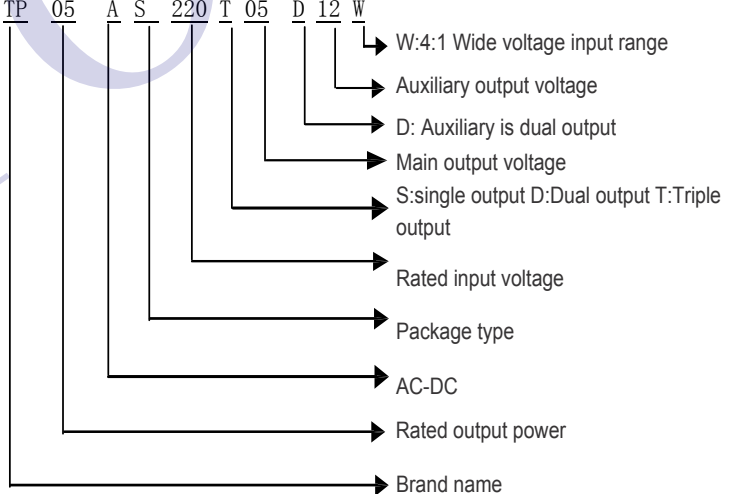 TP 05 A S 220 T 05 D 12 W
W:4:1 Wide voltage input range
Auxiliary output voltage
D: Auxiliary is dual output
Main output voltage
S:single output D:Dual output T:Triple
output
Rated input voltage
Package type
AC-DC
Rated output power
Brand name